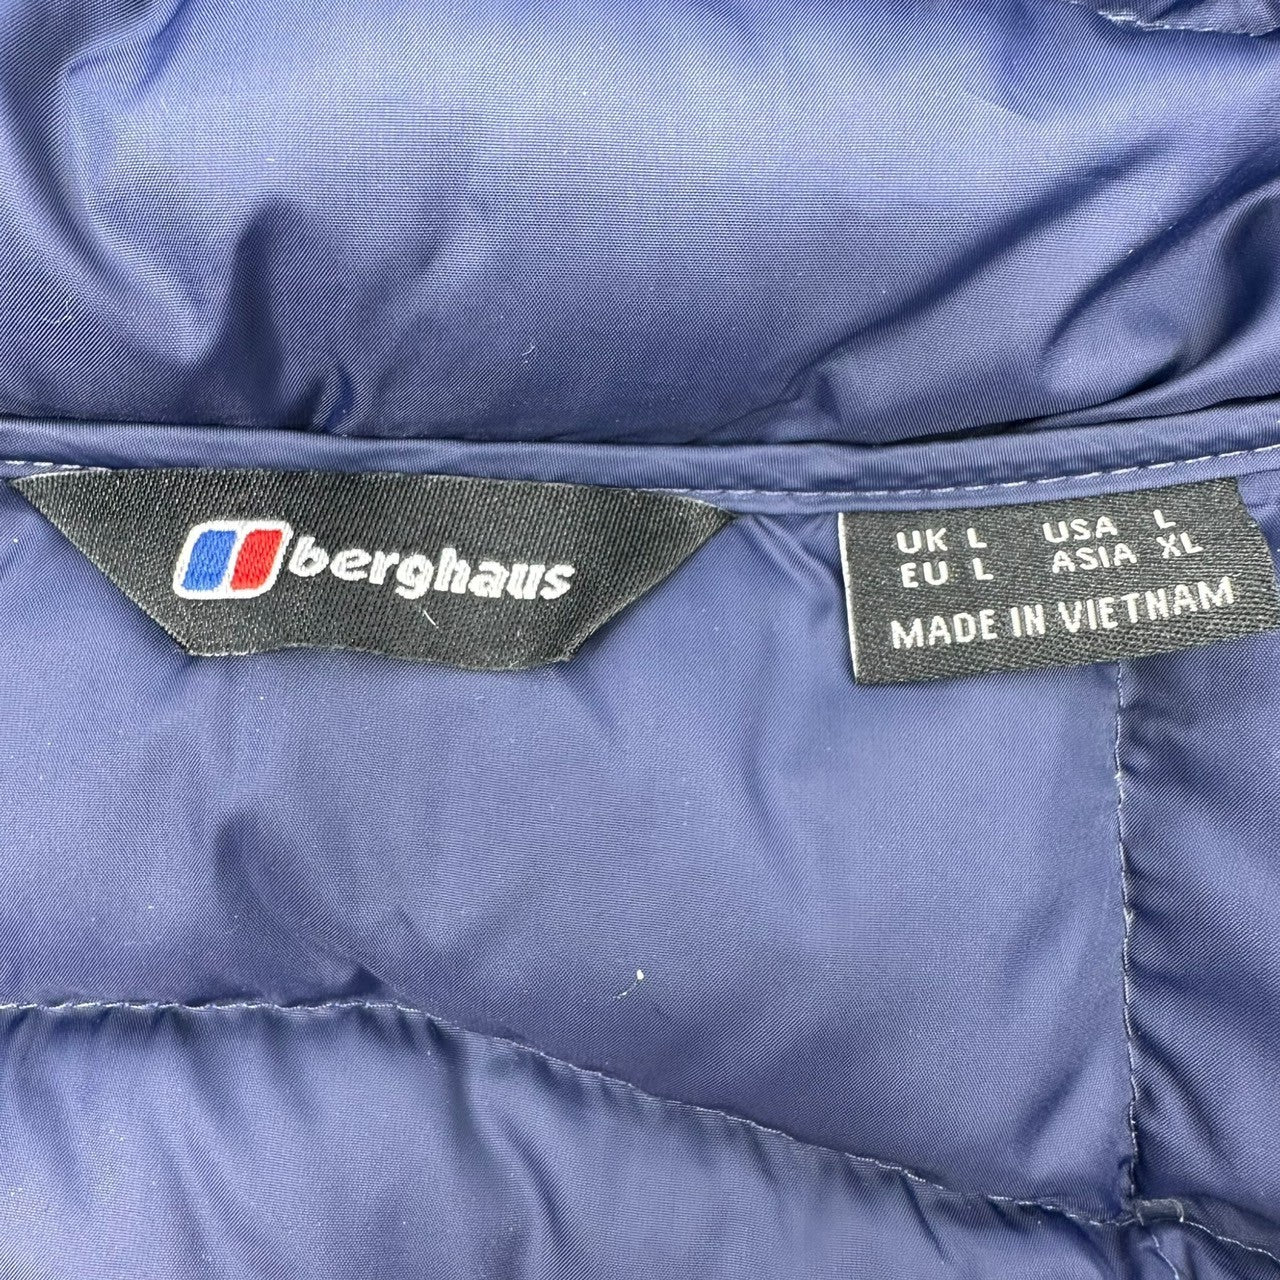 berghaus
UK L USA L
EU L ASIA XL
MADE IN VIETNAM